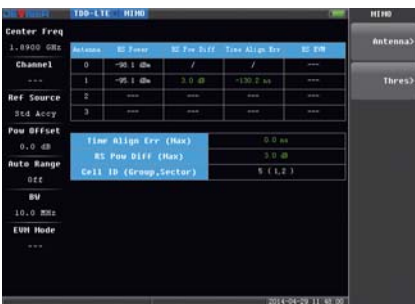 TDD-LTE MIMO
MIMO
Center Freq
1.8900 GHz
Channel
---
Ref Source
Std Accy
Pow Offset
0.0 dB
Auto Range
Off
BW
10.0 MHz
EVM Mode
---
Antenna RS Power RS Pow Diff Time Align Err RS EVM
0 -98.1 dBm / / ---
1 -95.1 dBm 3.0 dB -130.2 ns ---
2 --- --- --- ---
3 --- --- --- ---
Time Align Err (Max) 0.0 ns
RS Pow Diff (Max) 3.0 dB
Cell ID (Group,Sector) 5 (1,2)
Antenna>
Thres>
2014-04-29 11